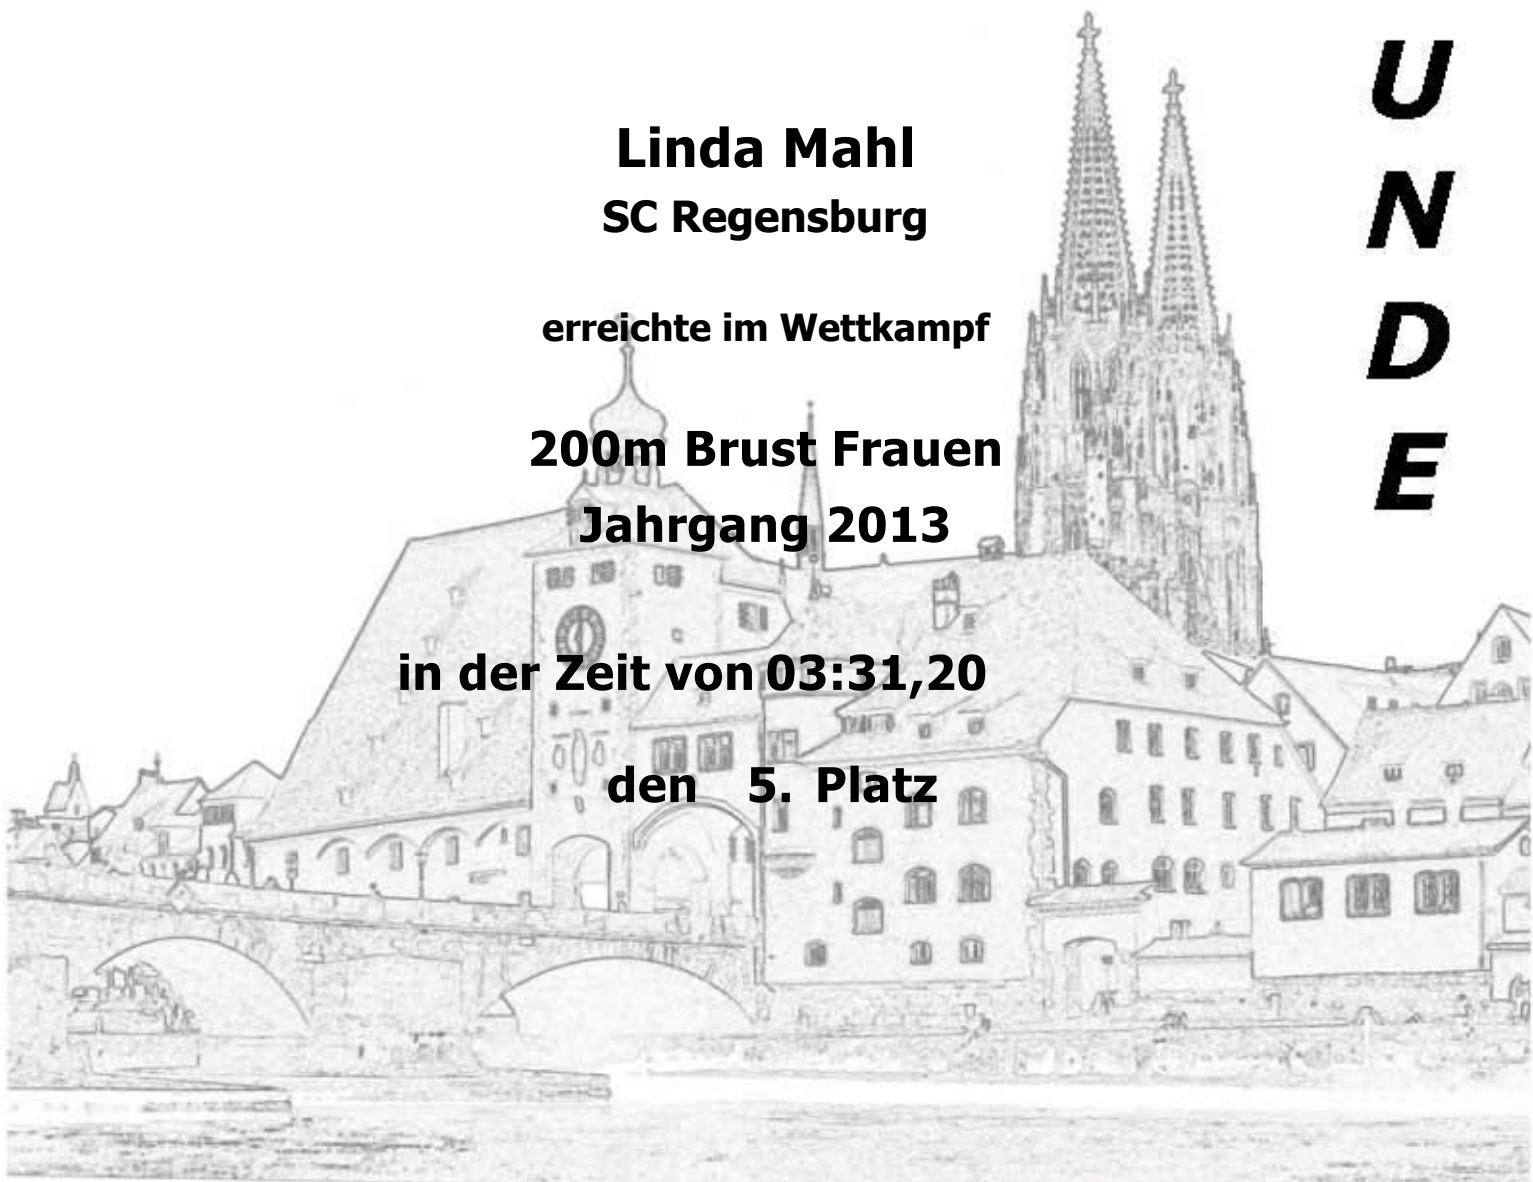 Linda Mahl
SC Regensburg
erreichte im Wettkampf
200m Brust Frauen
Jahrgang 2013
in der Zeit von 03:31,20
den 5. Platz
U
N
D
E